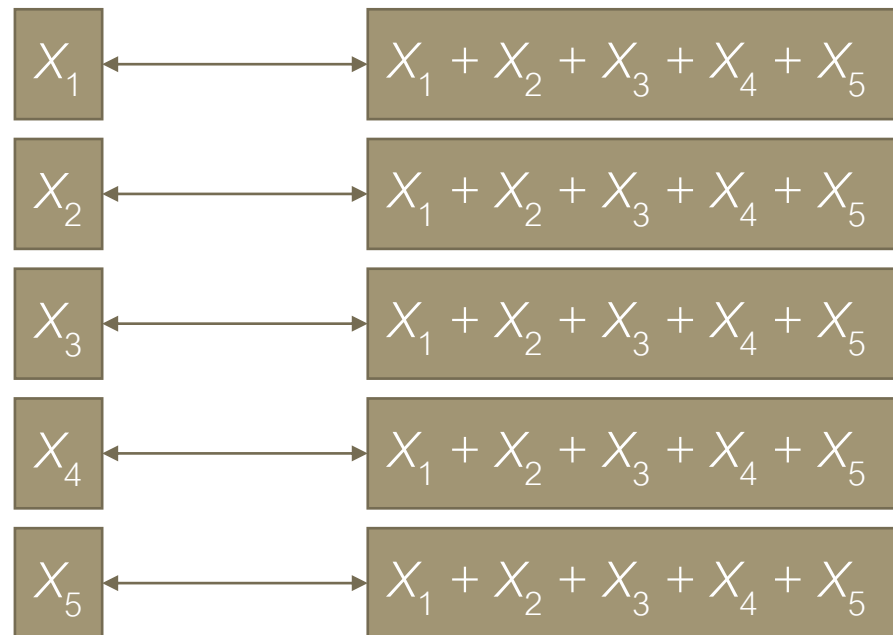 X₁ X₁ + X₂ + X₃ + X₄ + X₅
X₂ X₁ + X₂ + X₃ + X₄ + X₅
X₃ X₁ + X₂ + X₃ + X₄ + X₅
X₄ X₁ + X₂ + X₃ + X₄ + X₅
X₅ X₁ + X₂ + X₃ + X₄ + X₅